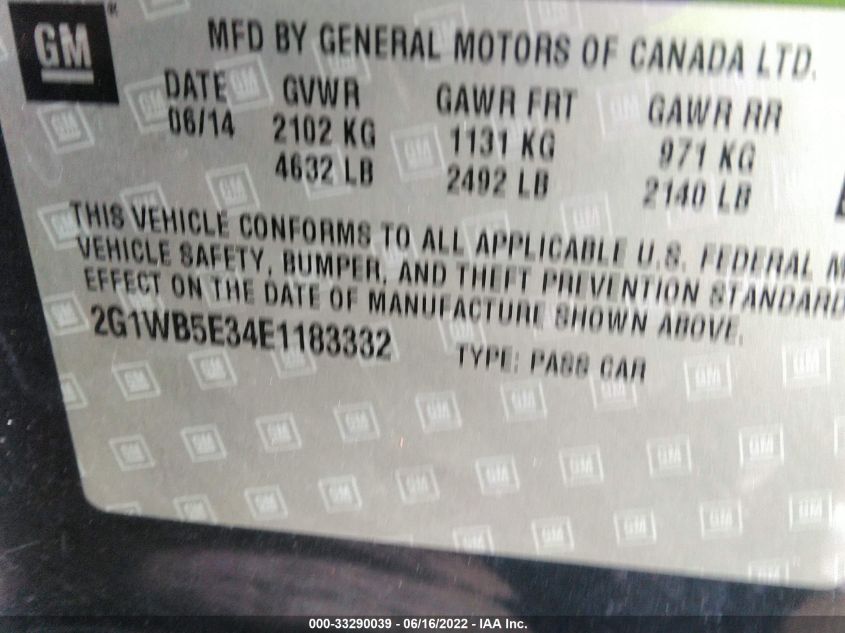 GM
MFD BY GENERAL MOTORS OF CANADA LTD.
DATE GVWR GAWR FRT GAWR RR
06/14 2102 KG 1131 KG 971 KG
4632 LB 2492 LB 2140 LB
THIS VEHICLE CONFORMS TO ALL APPLICABLE U.S. FEDERAL M
VEHICLE SAFETY, BUMPER, AND THEFT PREVENTION STANDARD
EFFECT ON THE DATE OF MANUFACTURE SHOWN ABOVE.
2G1WB5E34E1183332 TYPE: PASS CAR
000-33290039 - 06/16/2022 - IAA Inc.